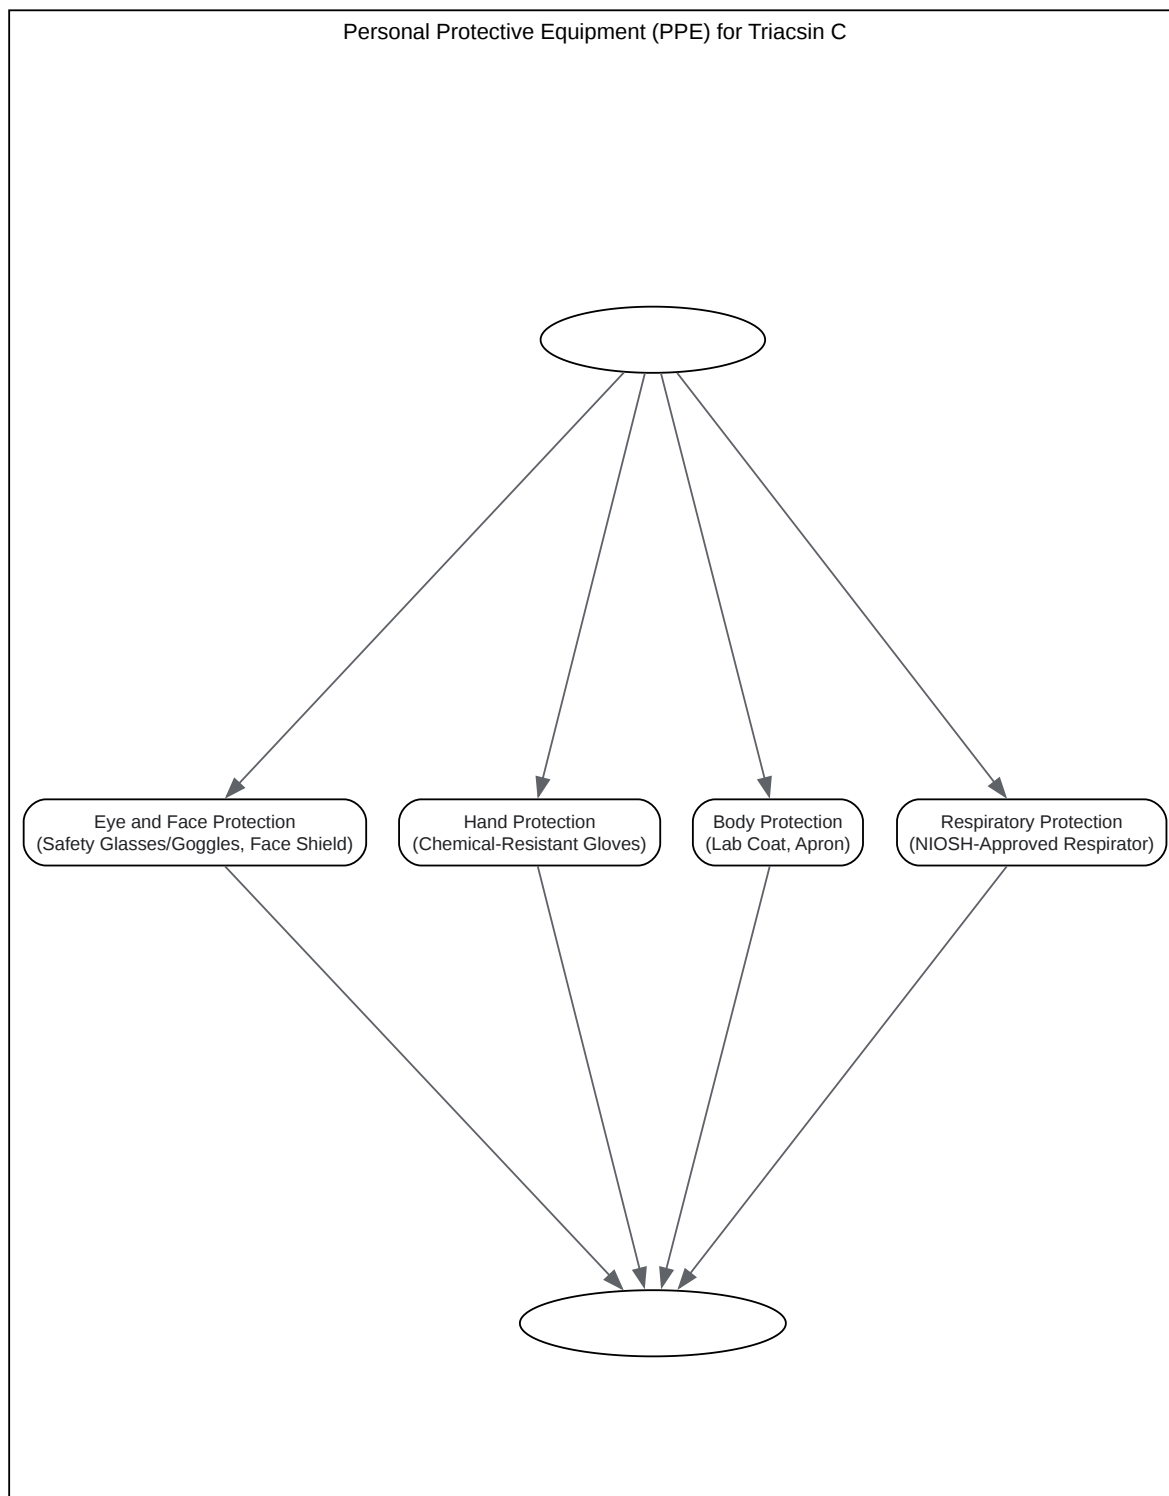 Personal Protective Equipment (PPE) for Triacsin C
Eye and Face Protection
(Safety Glasses/Goggles, Face Shield)
Hand Protection
(Chemical-Resistant Gloves)
Body Protection
(Lab Coat, Apron)
Respiratory Protection
(NIOSH-Approved Respirator)